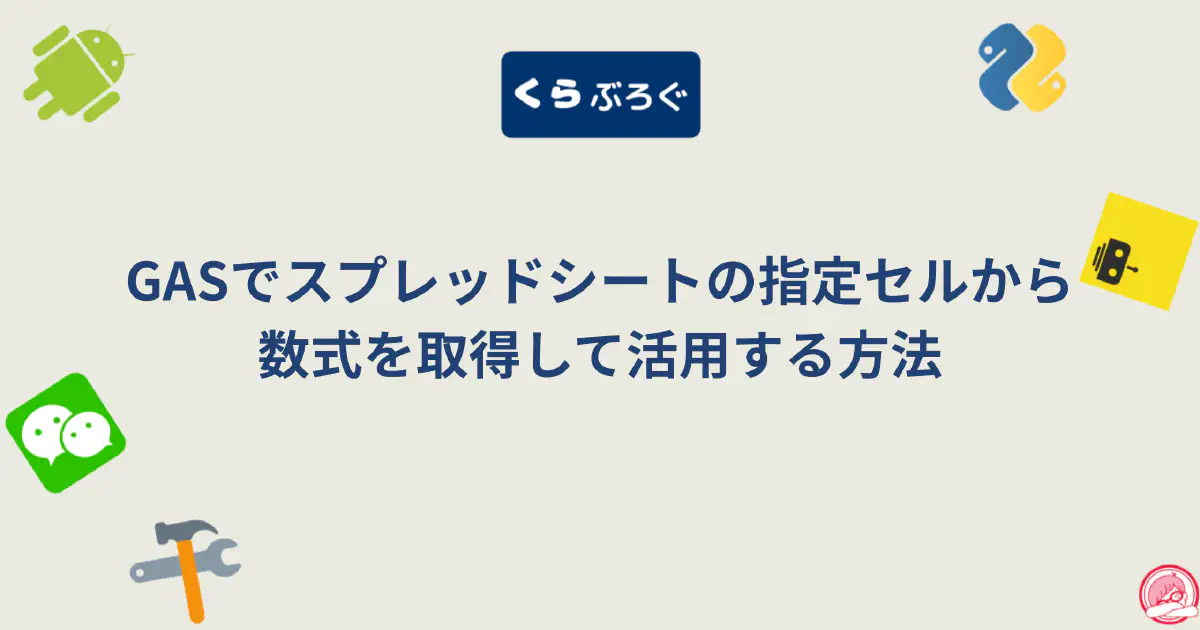 くらぶろぐ
GASでスプレッドシートの指定セルから
数式を取得して活用する方法